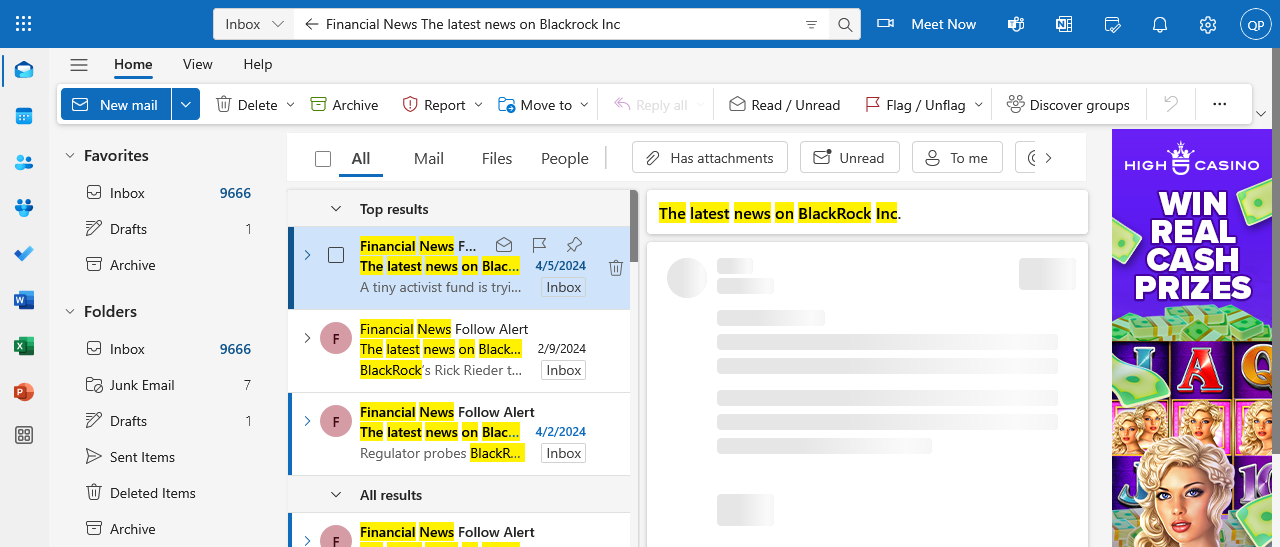 Inbox
Financial News The latest news on Blackrock Inc
Meet Now
QP
Home
View
Help
New mail
Delete
Archive
Report
Move to
Reply all
Read / Unread
Flag / Unflag
Discover groups
Favorites
Inbox 9666
Drafts 1
Archive
Folders
Inbox 9666
Junk Email 7
Drafts 1
Sent Items
Deleted Items
Archive
All
Mail
Files
People
Has attachments
Unread
To me
Top results
Financial News F...
The latest news on Blac... 4/5/2024
A tiny activist fund is tryi... Inbox
F
Financial News Follow Alert
The latest news on Black... 2/9/2024
BlackRock's Rick Rieder t... Inbox
F
Financial News Follow Alert
The latest news on Blac... 4/2/2024
Regulator probes BlackR... Inbox
All results
F
Financial News Follow Alert
The latest news on BlackRock Inc.
HIGH 5 CASINO
WIN
REAL
CASH
PRIZES
J A Q
J 10